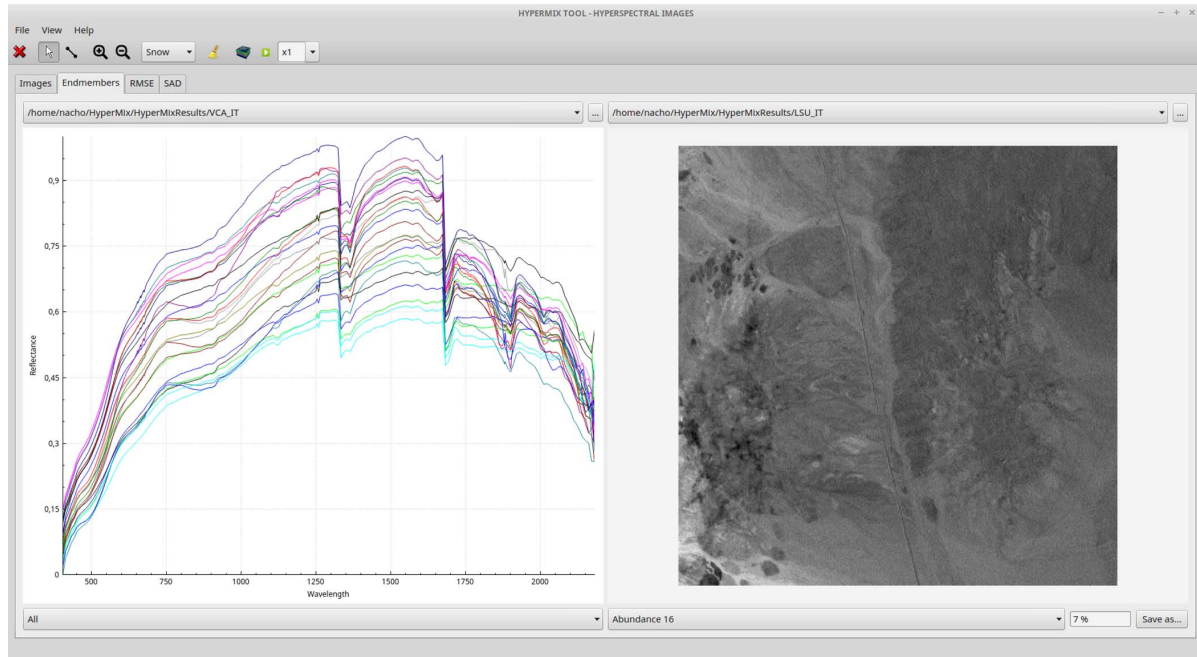 HYPERMIX TOOL - HYPERSPECTRAL IMAGES
File View Help
Snow x1
Images Endmembers RMSE SAD
/home/nacho/HyperMix/HyperMixResults/VCA_IT ... /home/nacho/HyperMix/HyperMixResults/LSU_IT ...
0,9
0,75
0,6
0,45
0,3
0,15
0
Reflectance
500 750 1000 1250 1500 1750 2000
Wavelength
All Abundance 16 7 % Save as...